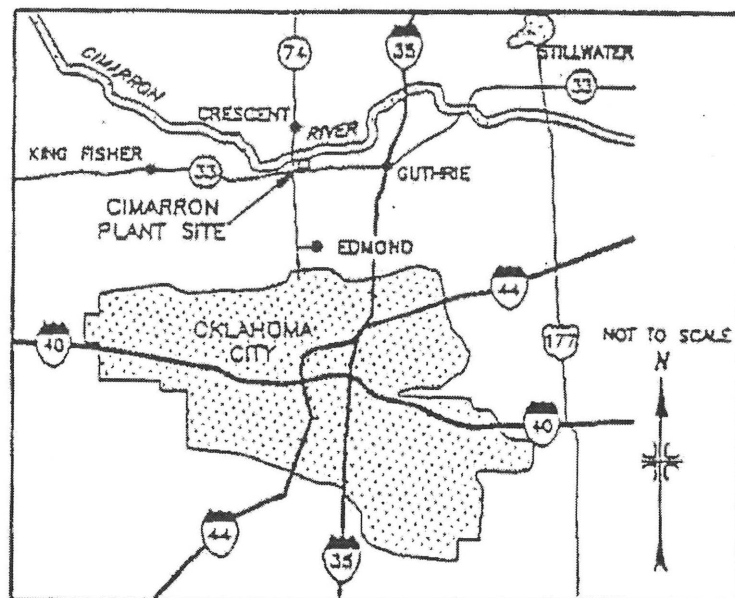 74
35
STILLWATER
CIMARRON
33
CRESCENT
RIVER
KING FISHER
33
GUTHRIE
CIMARRON
PLANT SITE
EDMOND
44
OKLAHOMA
CITY
40
177
NOT TO SCALE
N
40
44
35